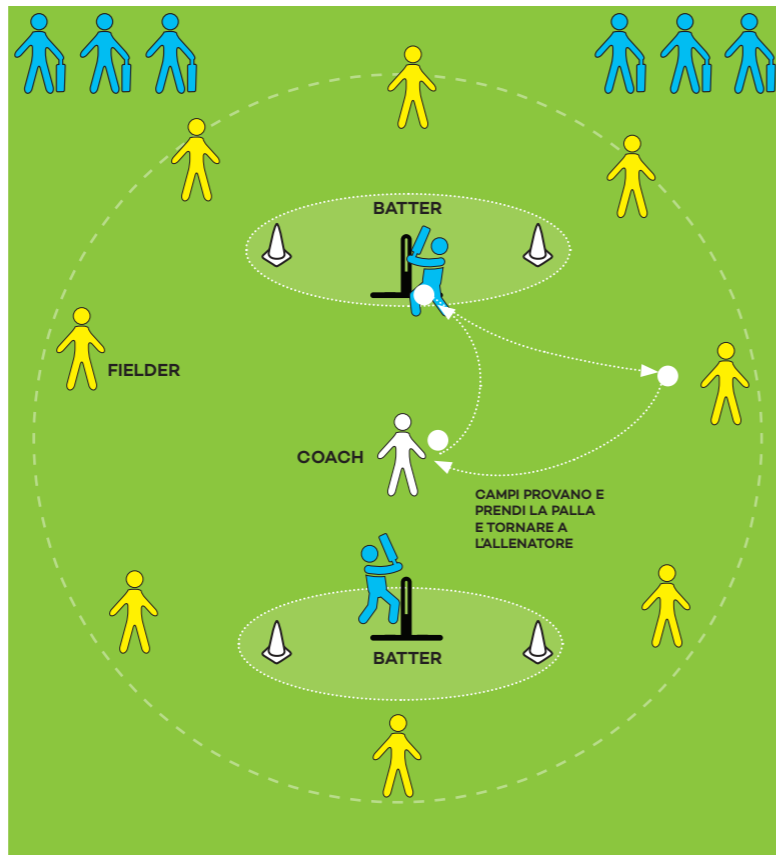 BATTER
FIELDER
COACH
CAMPI PROVANO E
PRENDI LA PALLA
E TORNARE A
L'ALLENATORE
BATTER